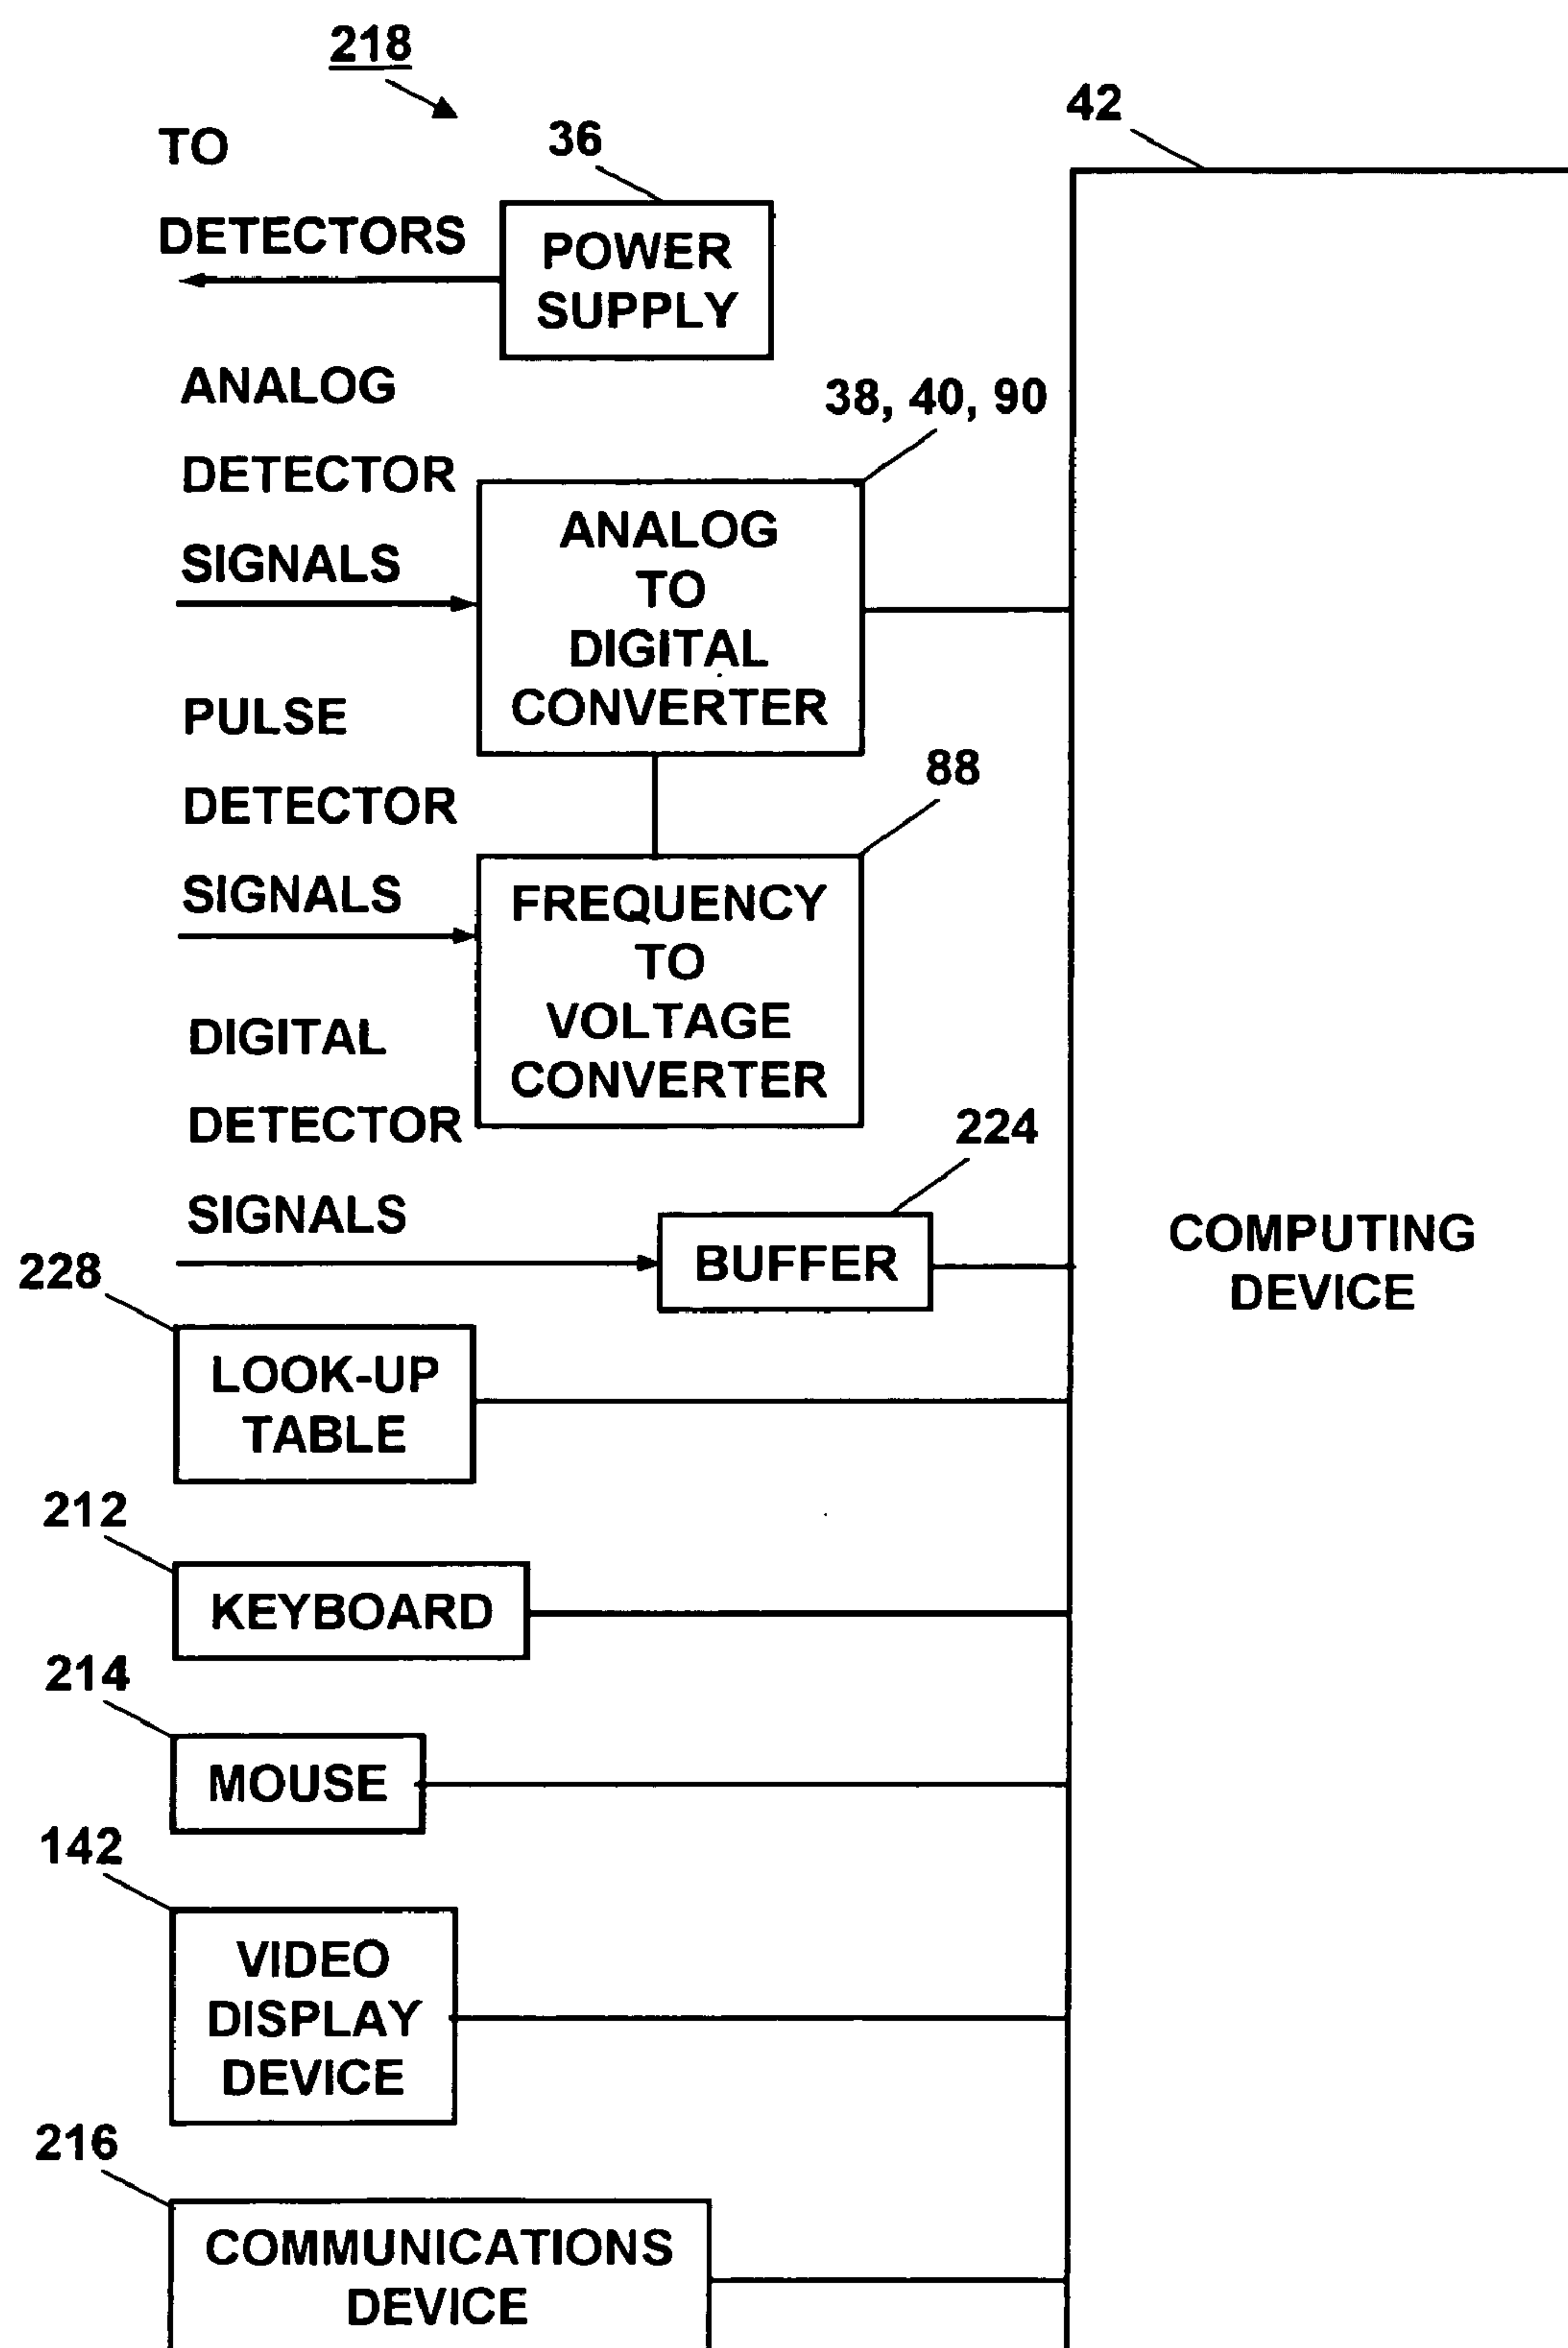 218
42
TO
DETECTORS
36
POWER
SUPPLY
ANALOG
DETECTOR
SIGNALS
38, 40, 90
ANALOG
TO
DIGITAL
CONVERTER
PULSE
DETECTOR
SIGNALS
88
FREQUENCY
TO
VOLTAGE
CONVERTER
DIGITAL
DETECTOR
SIGNALS
224
BUFFER
COMPUTING
DEVICE
228
LOOK-UP
TABLE
212
KEYBOARD
214
MOUSE
142
VIDEO
DISPLAY
DEVICE
216
COMMUNICATIONS
DEVICE